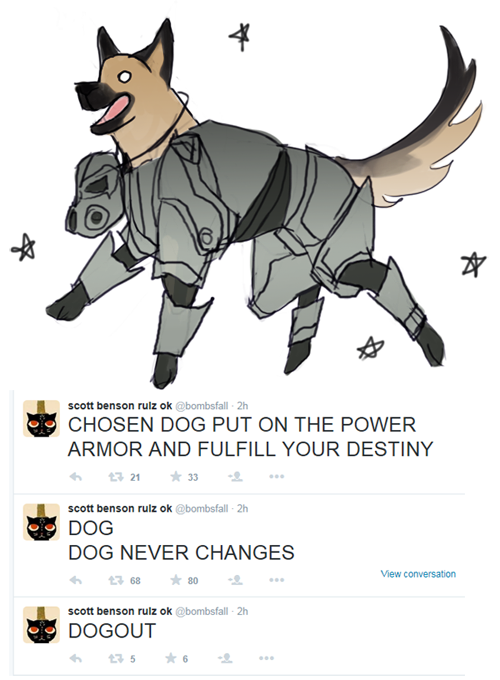 scott benson rulz ok @bombsfall · 2h
CHOSEN DOG PUT ON THE POWER
ARMOR AND FULFILL YOUR DESTINY
21 33
scott benson rulz ok @bombsfall · 2h
DOG
DOG NEVER CHANGES
68 80 View conversation
scott benson rulz ok @bombsfall · 2h
DOGOUT
5 6